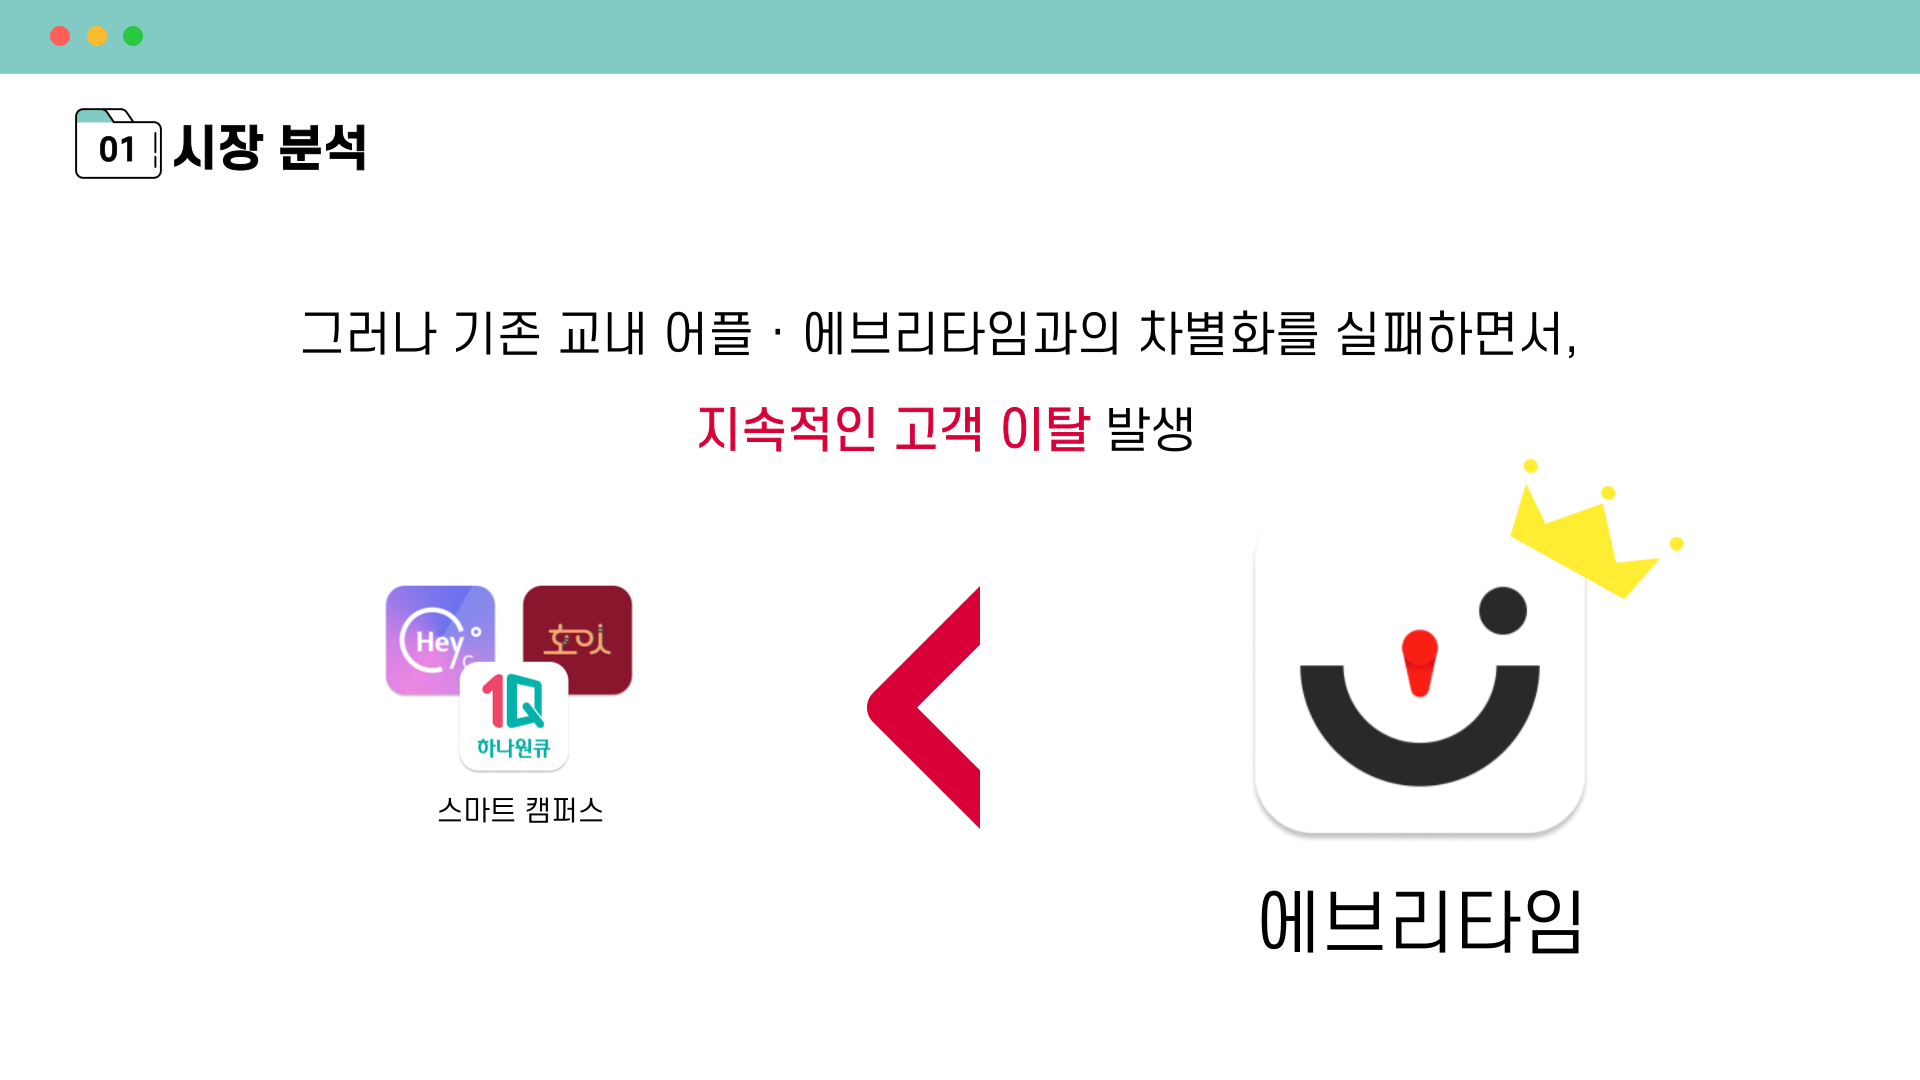 01 시장 분석
그러나 기존 교내 어플 · 에브리타임과의 차별화를 실패하면서,
지속적인 고객 이탈 발생
Hey
C
호잇
1Q
하나원큐
스마트 캠퍼스
에브리타임